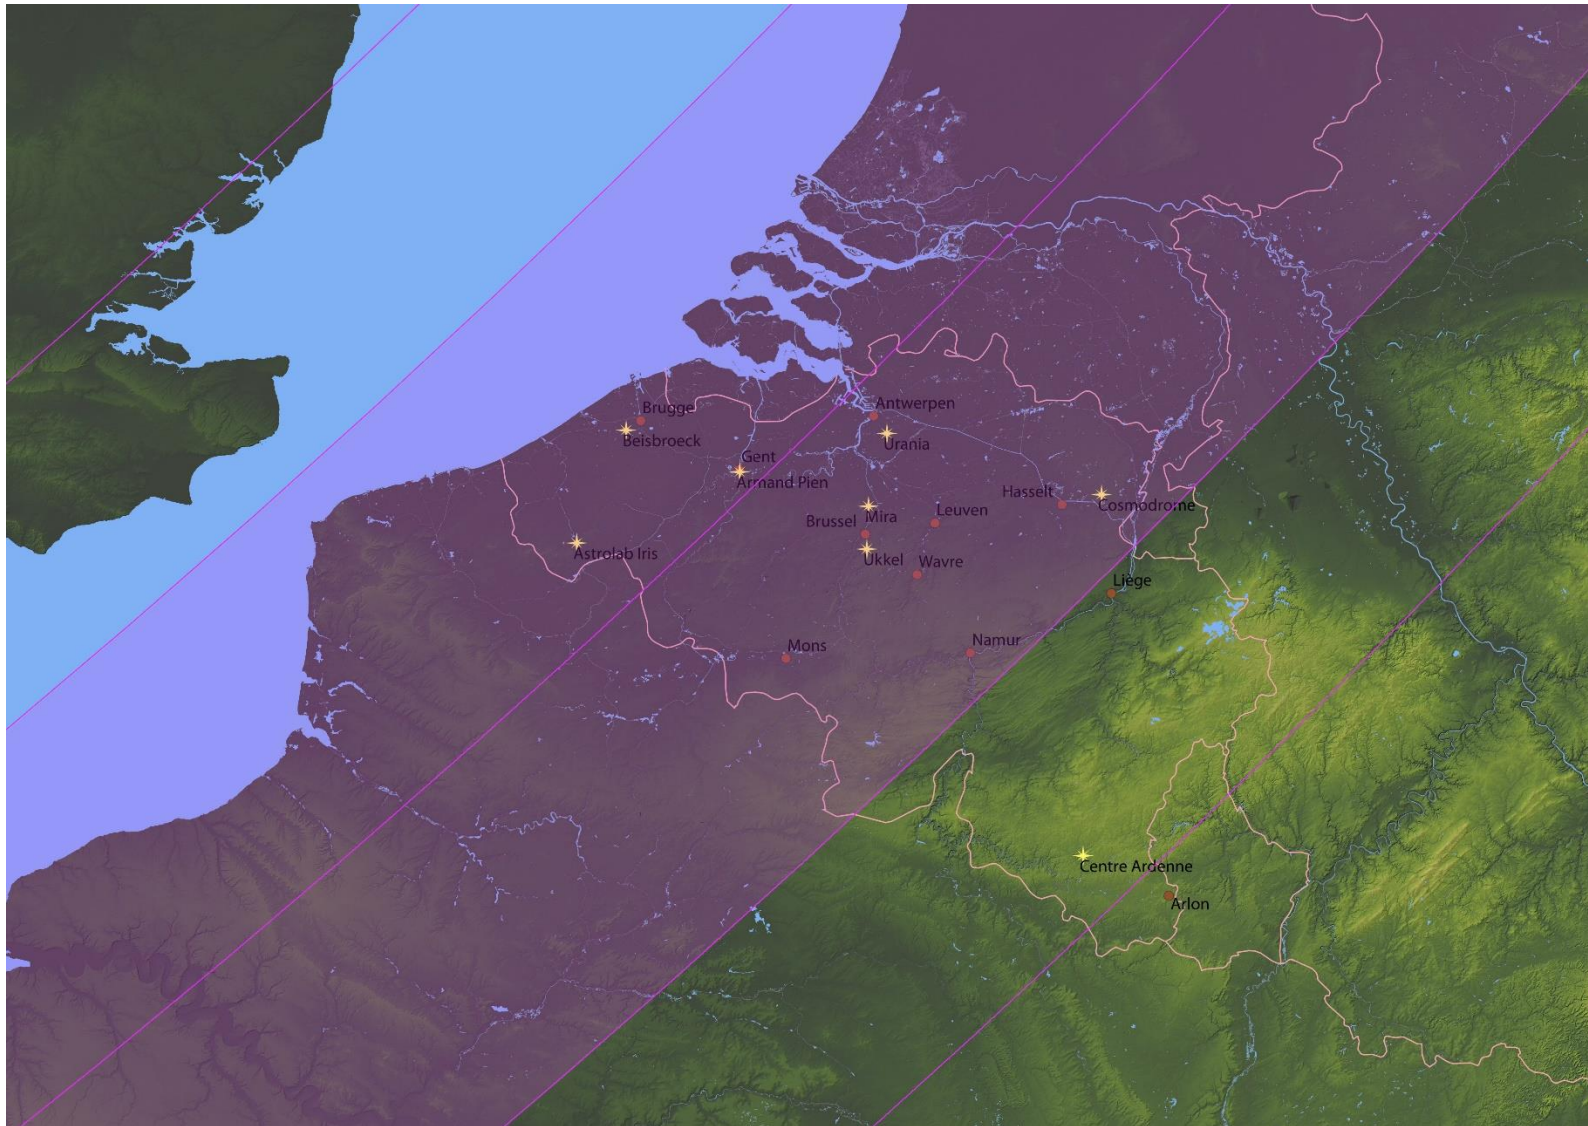 Brugge
Antwerpen
Beisbroeck
Urania
Gent
Armand Pien
Hasselt
Cosmodrome
Brussel
Mira
Leuven
Astrolab Iris
Ukkel
Wavre
Liège
Mons
Namur
Centre Ardenne
Arlon